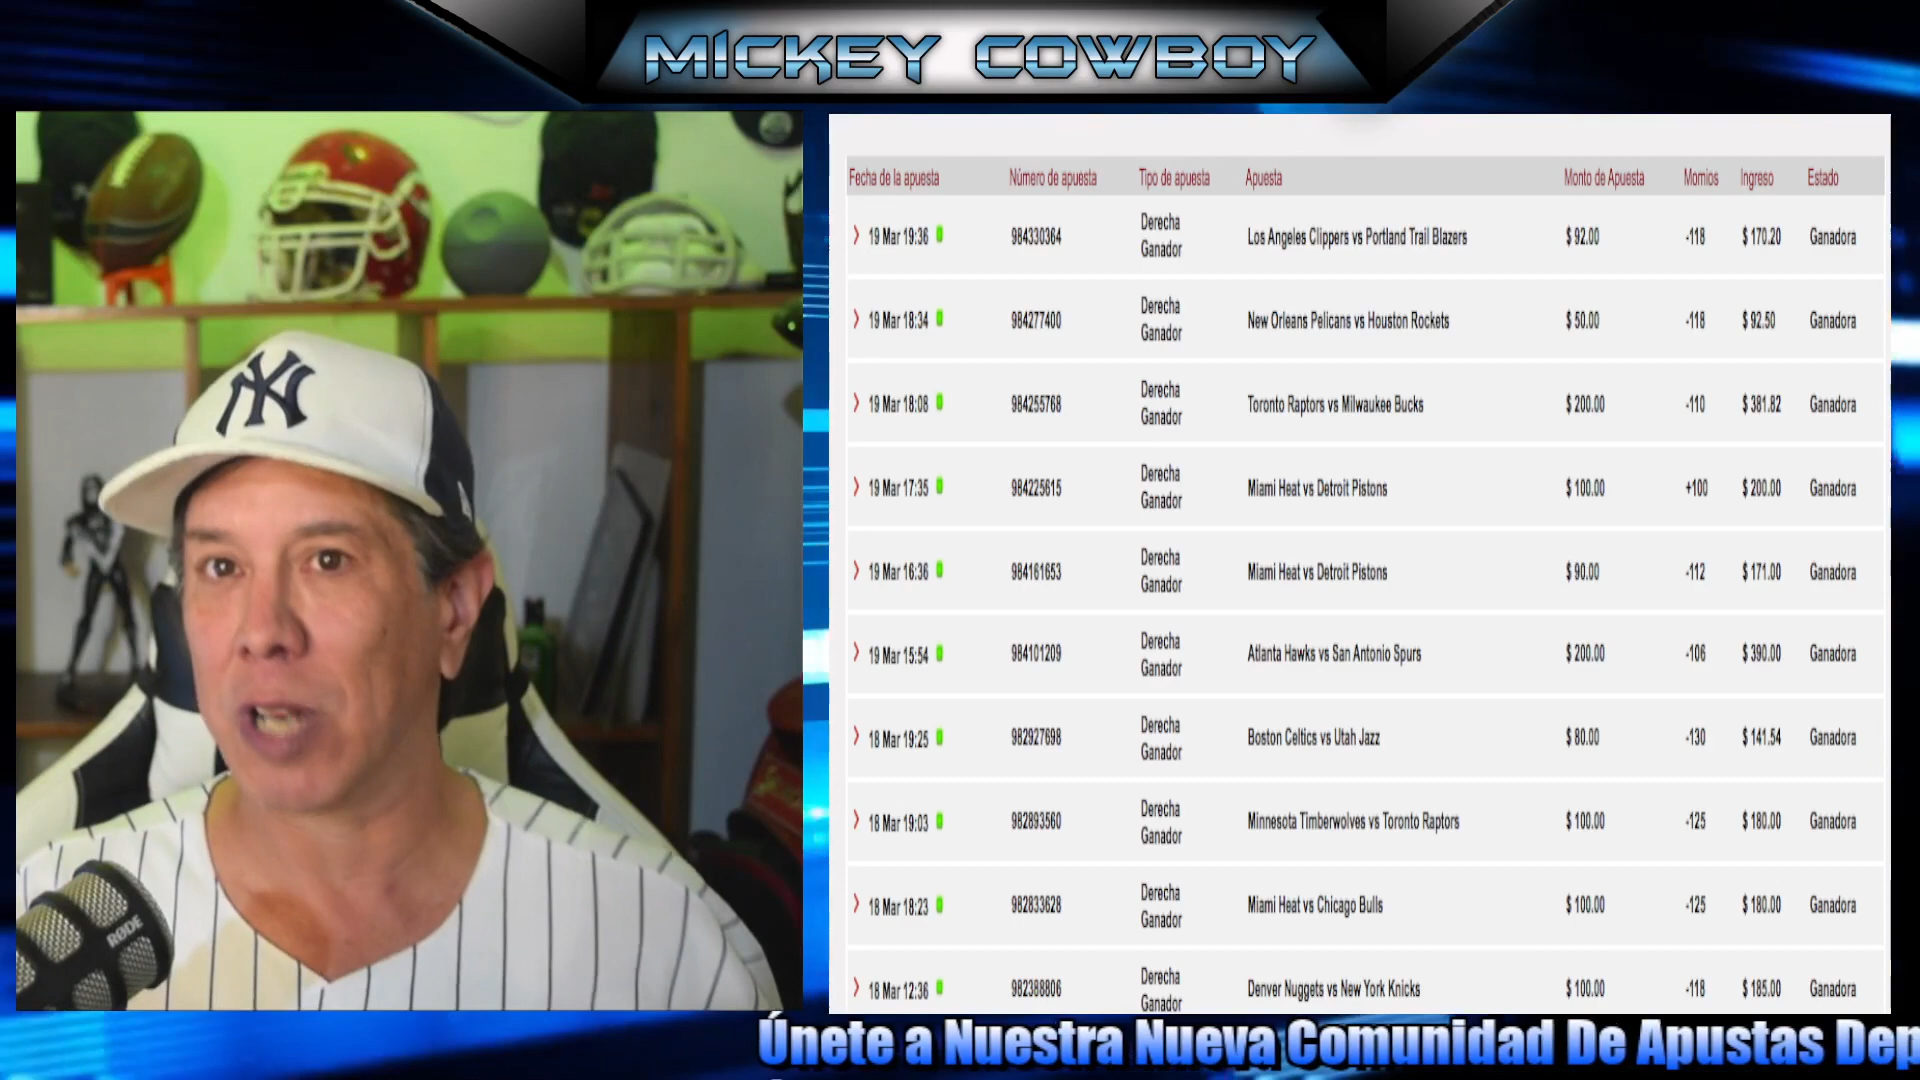 MICKEY COWBOY
NY
RØDE
Fecha de la apuesta Número de apuesta Tipo de apuesta Apuesta Monto de Apuesta Momios Ingreso Estado
19 Mar 19:36 984330364 Derecha Ganador Los Angeles Clippers vs Portland Trail Blazers $ 92.00 -118 $ 170.20 Ganadora
19 Mar 18:34 984277400 Derecha Ganador New Orleans Pelicans vs Houston Rockets $ 50.00 -118 $ 92.50 Ganadora
19 Mar 18:08 984255768 Derecha Ganador Toronto Raptors vs Milwaukee Bucks $ 200.00 -110 $ 381.82 Ganadora
19 Mar 17:35 984225615 Derecha Ganador Miami Heat vs Detroit Pistons $ 100.00 +100 $ 200.00 Ganadora
19 Mar 16:36 984161653 Derecha Ganador Miami Heat vs Detroit Pistons $ 90.00 -112 $ 171.00 Ganadora
19 Mar 15:54 984101209 Derecha Ganador Atlanta Hawks vs San Antonio Spurs $ 200.00 -106 $ 390.00 Ganadora
18 Mar 19:25 982927698 Derecha Ganador Boston Celtics vs Utah Jazz $ 80.00 -130 $ 141.54 Ganadora
18 Mar 19:03 982893560 Derecha Ganador Minnesota Timberwolves vs Toronto Raptors $ 100.00 -125 $ 180.00 Ganadora
18 Mar 18:23 982833628 Derecha Ganador Miami Heat vs Chicago Bulls $ 100.00 -125 $ 180.00 Ganadora
18 Mar 12:36 982388806 Derecha Ganador Denver Nuggets vs New York Knicks $ 100.00 -118 $ 185.00 Ganadora
Únete a Nuestra Nueva Comunidad De Apustas Dep